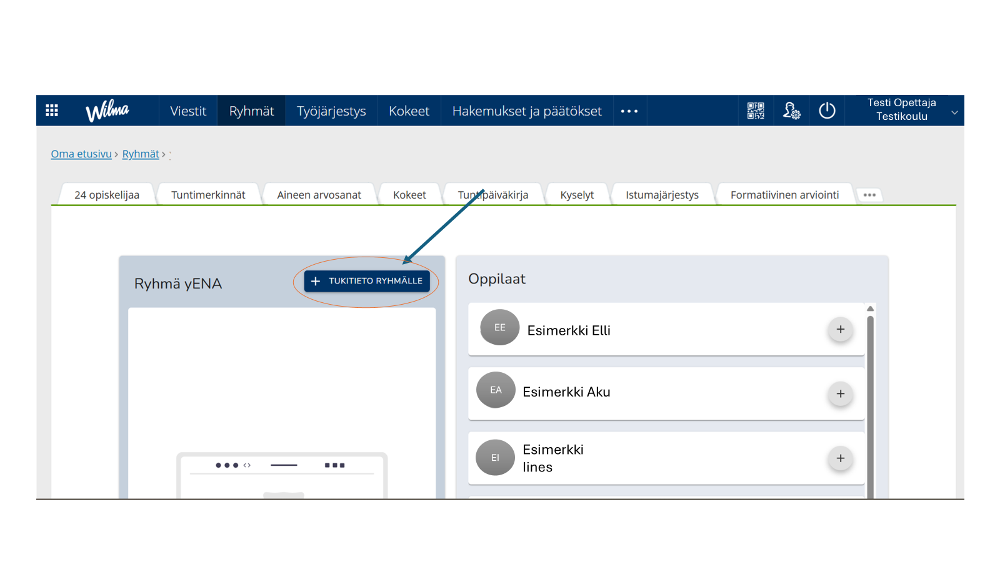 Wilma Viestit Ryhmät Työjärjestys Kokeet Hakemukset ja päätökset
Testi Opettaja
Testikoulu
Oma etusivu › Ryhmät ›
24 opiskelijaa Tuntimerkinnät Aineen arvosanat Kokeet Tuntipäiväkirja Kyselyt Istumajärjestys Formatiivinen arviointi
Ryhmä yENA
+ TUKITIETO RYHMÄLLE
Oppilaat
EE Esimerkki Elli
EA Esimerkki Aku
EI Esimerkki
Iines